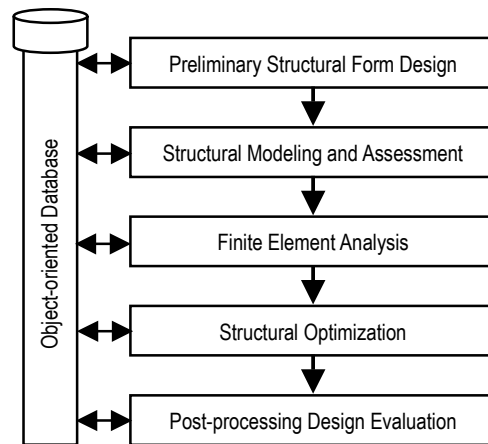 Object-oriented Database
Preliminary Structural Form Design
Structural Modeling and Assessment
Finite Element Analysis
Structural Optimization
Post-processing Design Evaluation